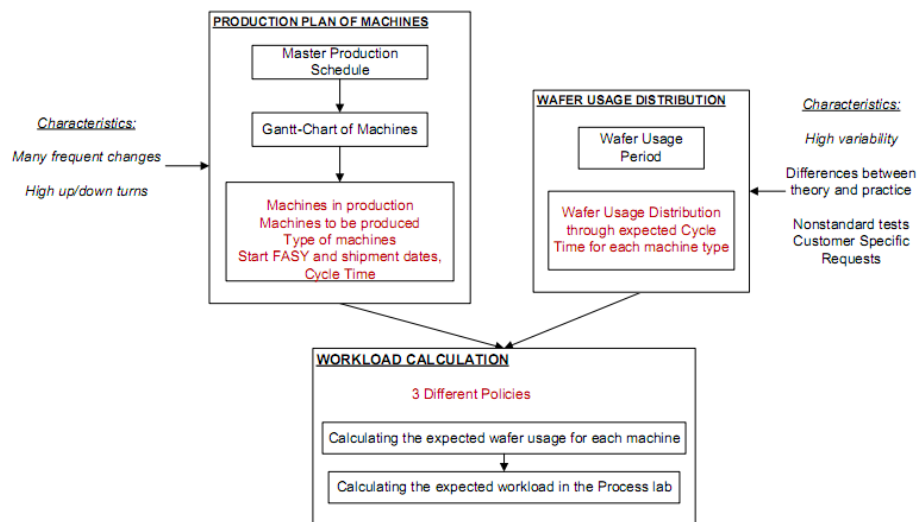 PRODUCTION PLAN OF MACHINES
Master Production
Schedule
Gantt-Chart of Machines
Machines in production
Machines to be produced
Type of machines
Start FASY and shipment dates,
Cycle Time
Characteristics:
Many frequent changes
High up/down turns
WAFER USAGE DISTRIBUTION
Wafer Usage
Period
Wafer Usage Distribution
through expected Cycle
Time for each machine type
Characteristics:
High variability
Differences between
theory and practice
Nonstandard tests
Customer Specific
Requests
WORKLOAD CALCULATION
3 Different Policies
Calculating the expected wafer usage for each machine
Calculating the expected workload in the Process lab